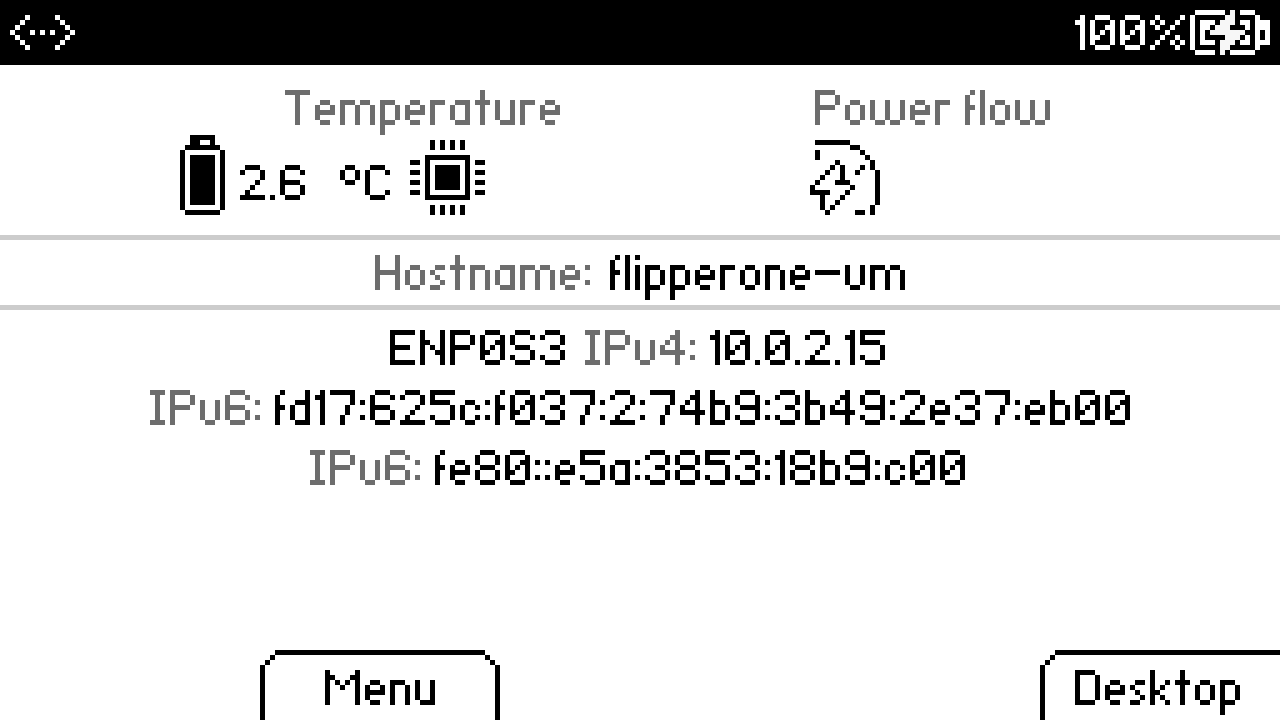 100%
Temperature
Power flow
2.6 °C
Hostname: flipperone-vm
ENP0S3 IPv4: 10.0.2.15
IPv6: fd17:625c:f037:2:74b9:3b49:2e37:eb00
IPv6: fe80::e5a:3853:18b9:c00
Menu
Desktop